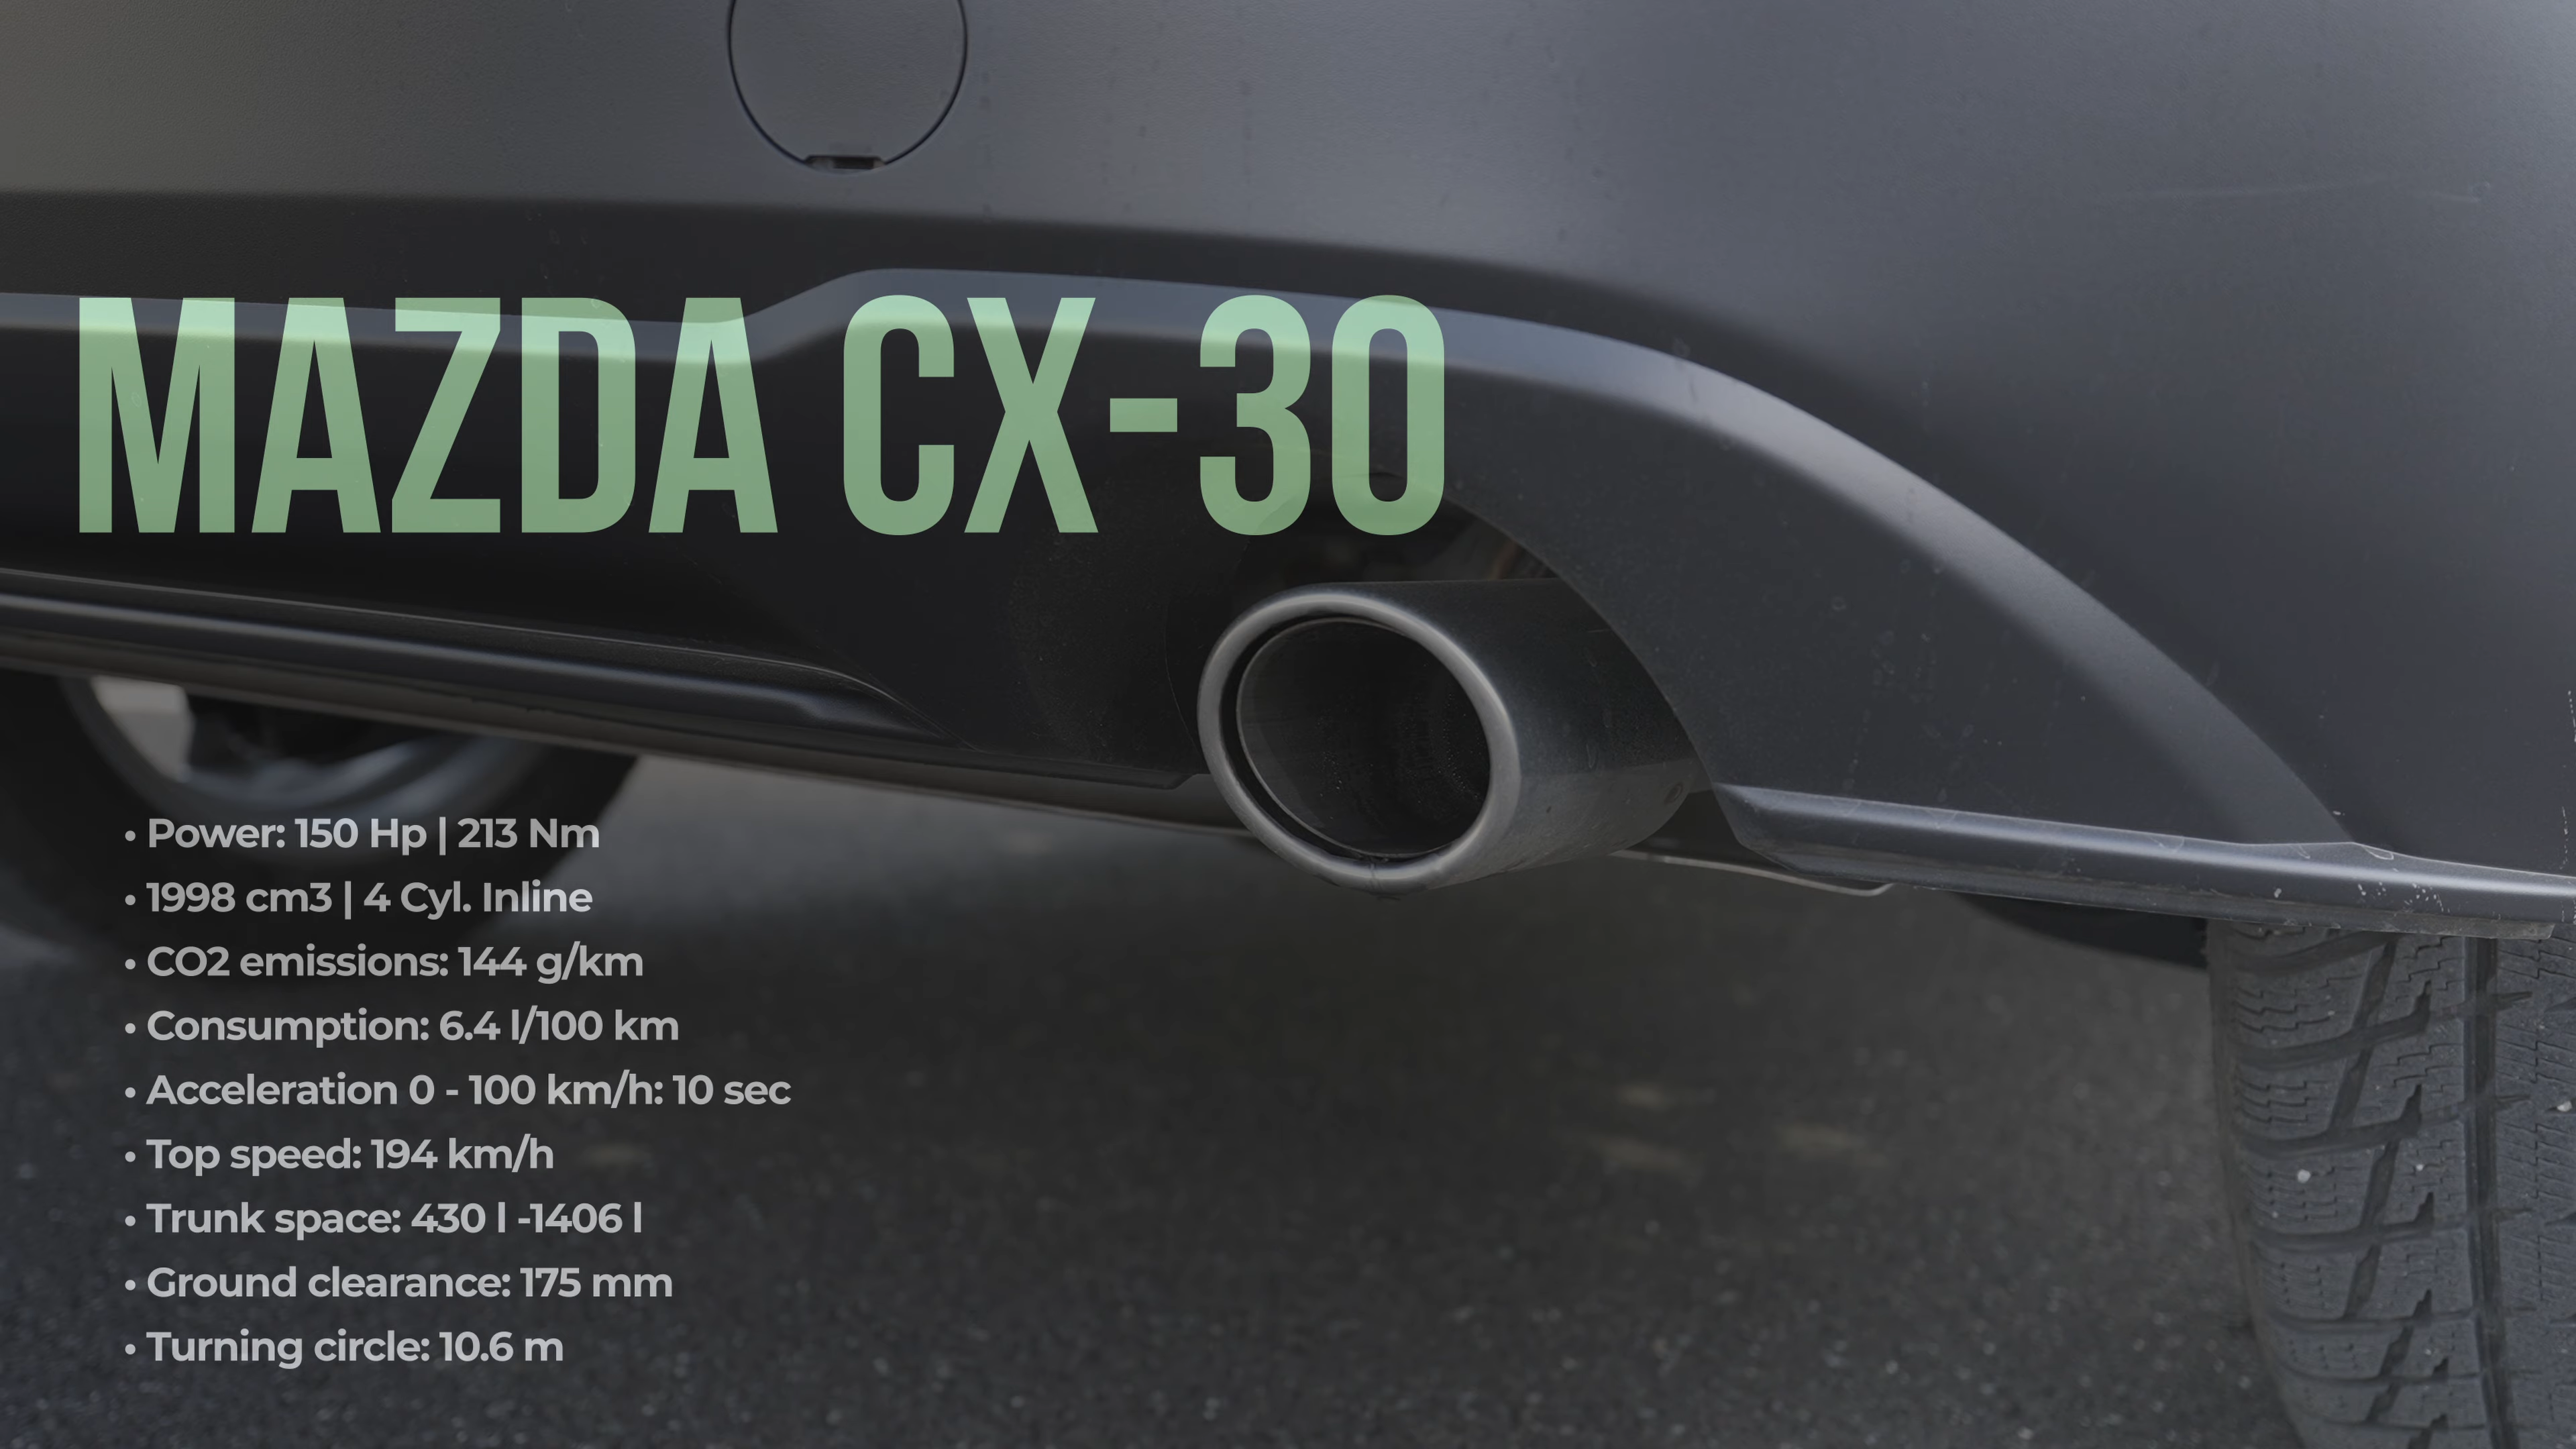 MAZDA CX-30
• Power: 150 Hp | 213 Nm
• 1998 cm3 | 4 Cyl. Inline
• CO2 emissions: 144 g/km
• Consumption: 6.4 l/100 km
• Acceleration 0 - 100 km/h: 10 sec
• Top speed: 194 km/h
• Trunk space: 430 l -1406 l
• Ground clearance: 175 mm
• Turning circle: 10.6 m